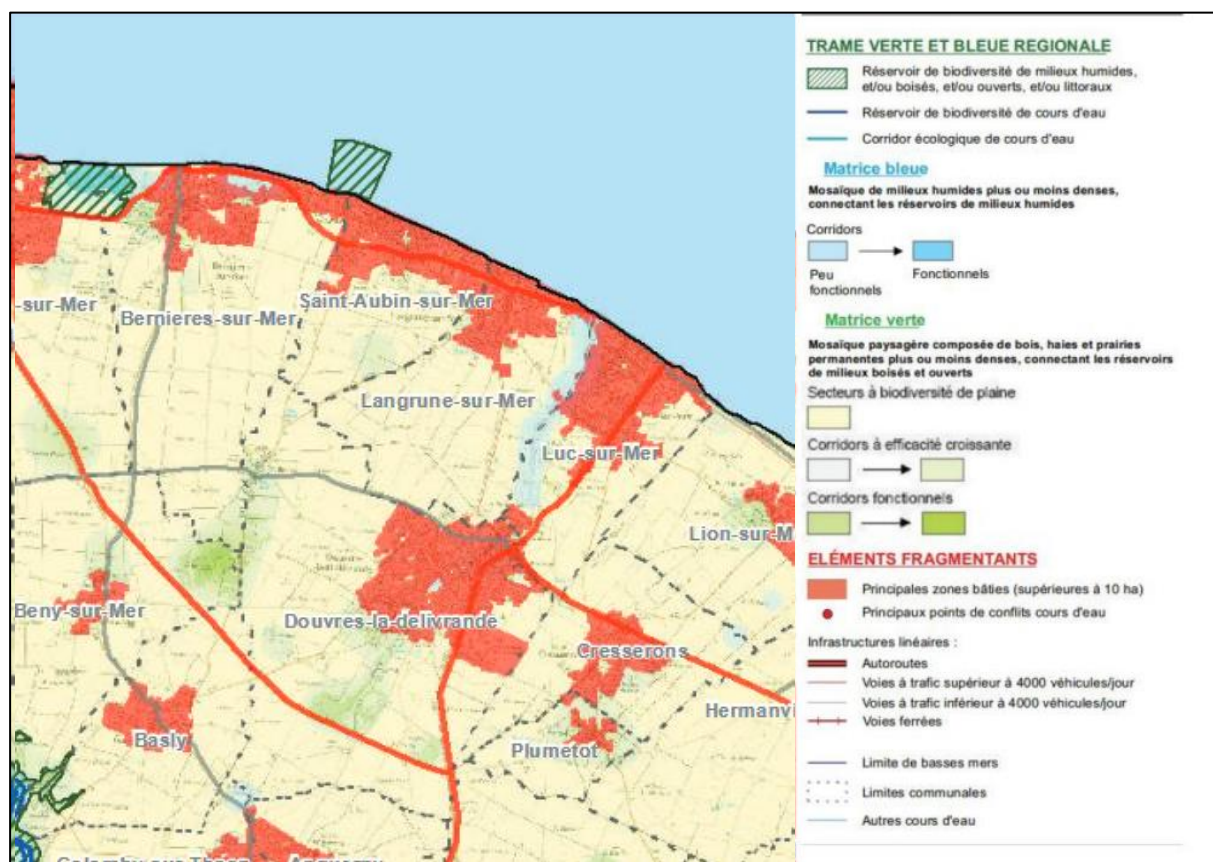 -sur-Mer
Bernieres-sur-Mer
Saint-Aubin-sur-Mer
Langrune-sur-Mer
Luc-sur-Mer
Lion-sur-M
Beny-sur-Mer
Douvres-la-delivrande
Cresserons
Hermanvi
Basly
Plumetot
TRAME VERTE ET BLEUE REGIONALE
Réservoir de biodiversité de milieux humides,
et/ou boisés, et/ou ouverts, et/ou littoraux
Réservoir de biodiversité de cours d'eau
Corridor écologique de cours d'eau
Matrice bleue
Mosaïque de milieux humides plus ou moins denses,
connectant les réservoirs de milieux humides
Corridors
Peu
fonctionnels
Fonctionnels
Matrice verte
Mosaïque paysagère composée de bois, haies et prairies
permanentes plus ou moins denses, connectant les réservoirs
de milieux boisés et ouverts
Secteurs à biodiversité de plaine
Corridors à efficacité croissante
Corridors fonctionnels
ELÉMENTS FRAGMENTANTS
Principales zones bâties (supérieures à 10 ha)
Principaux points de conflits cours d'eau
Infrastructures linéaires :
Autoroutes
Voies à trafic supérieur à 4000 véhicules/jour
Voies à trafic inférieur à 4000 véhicules/jour
Voies ferrées
Limite de basses mers
Limites communales
Autres cours d'eau